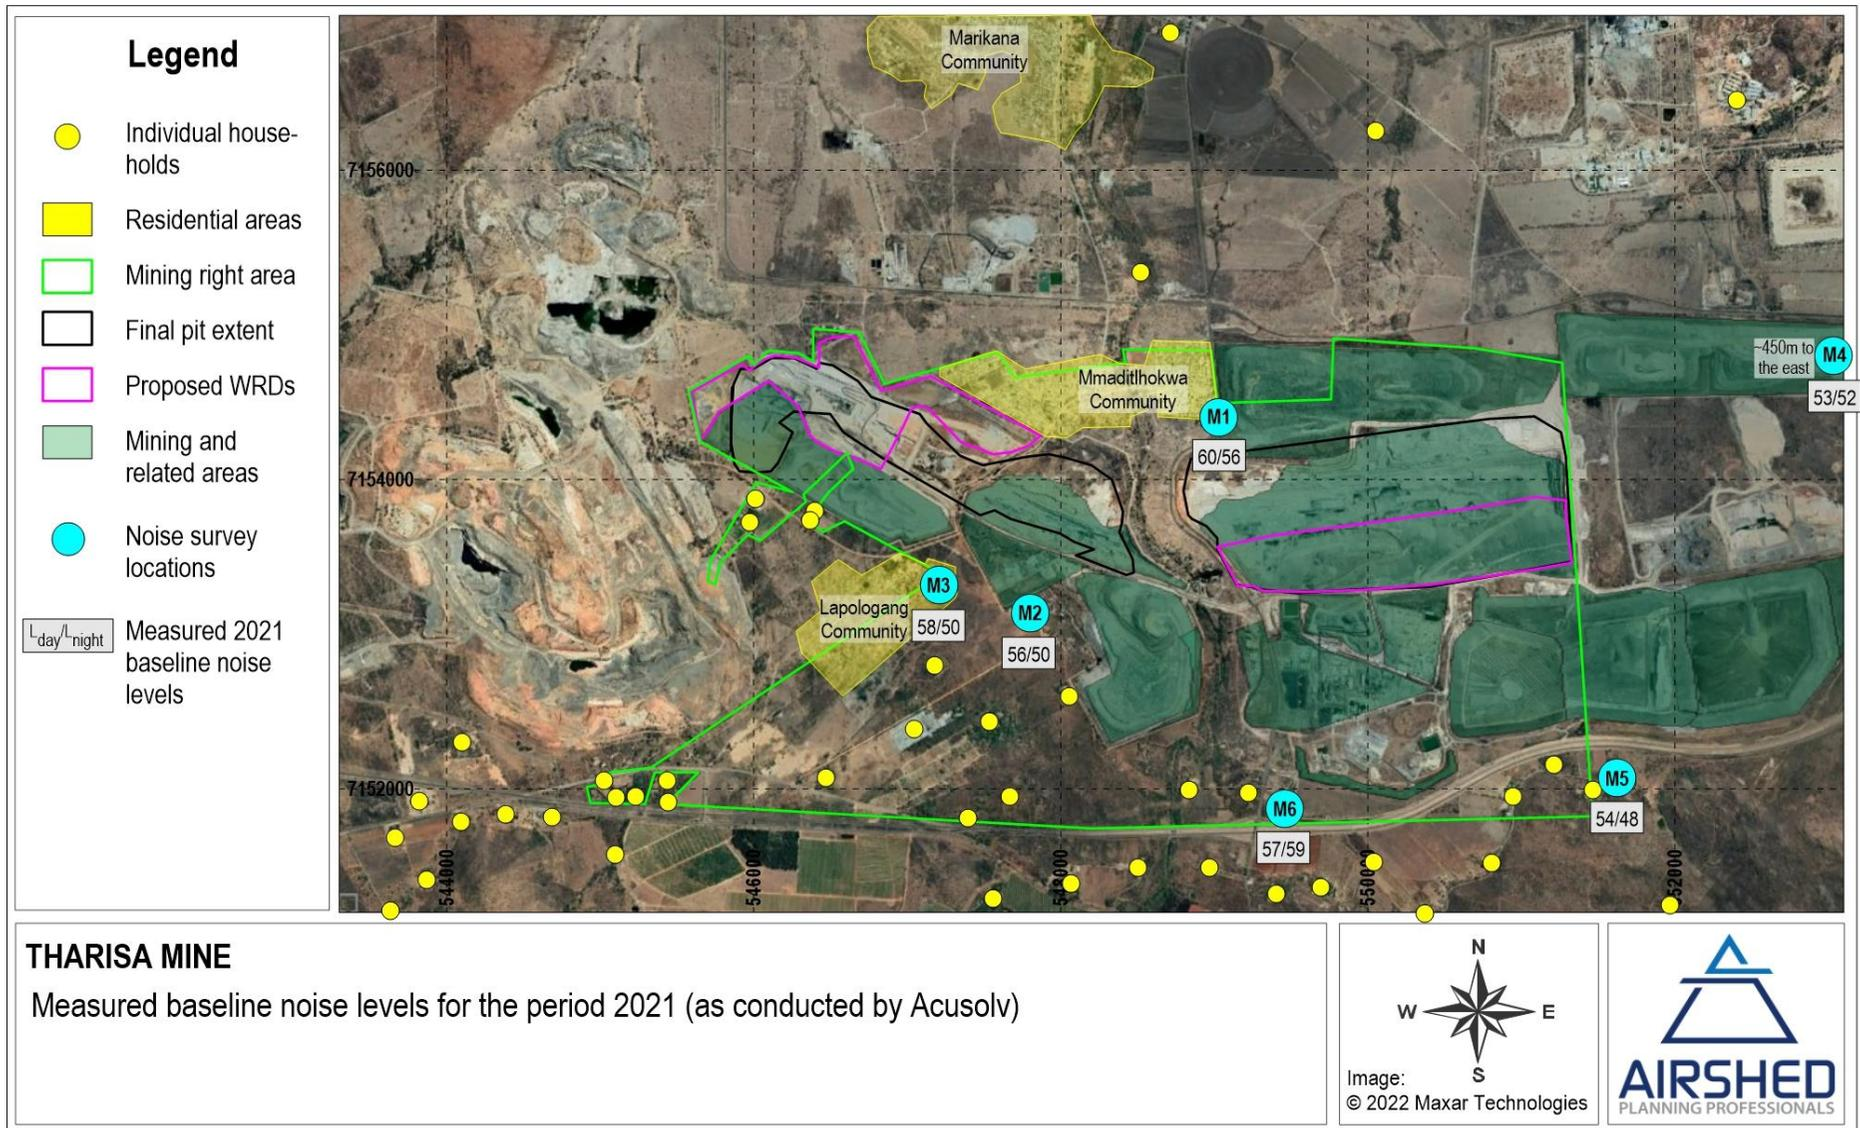 Legend
Individual house-
holds
Residential areas
Mining right area
Final pit extent
Proposed WRDs
Mining and
related areas
Noise survey
locations
Lday/Lnight
Measured 2021
baseline noise
levels
Marikana
Community
7156000
~450m to
the east
M4
53/52
Mmaditlhokwa
Community
M1
60/56
7154000
M3
Lapologang
Community
58/50
M2
56/50
7152000
M5
54/48
M6
57/59
544000
546000
548000
550000
552000
THARISA MINE
Measured baseline noise levels for the period 2021 (as conducted by Acusolv)
N
W
E
S
Image:
© 2022 Maxar Technologies
AIRSHED
PLANNING PROFESSIONALS